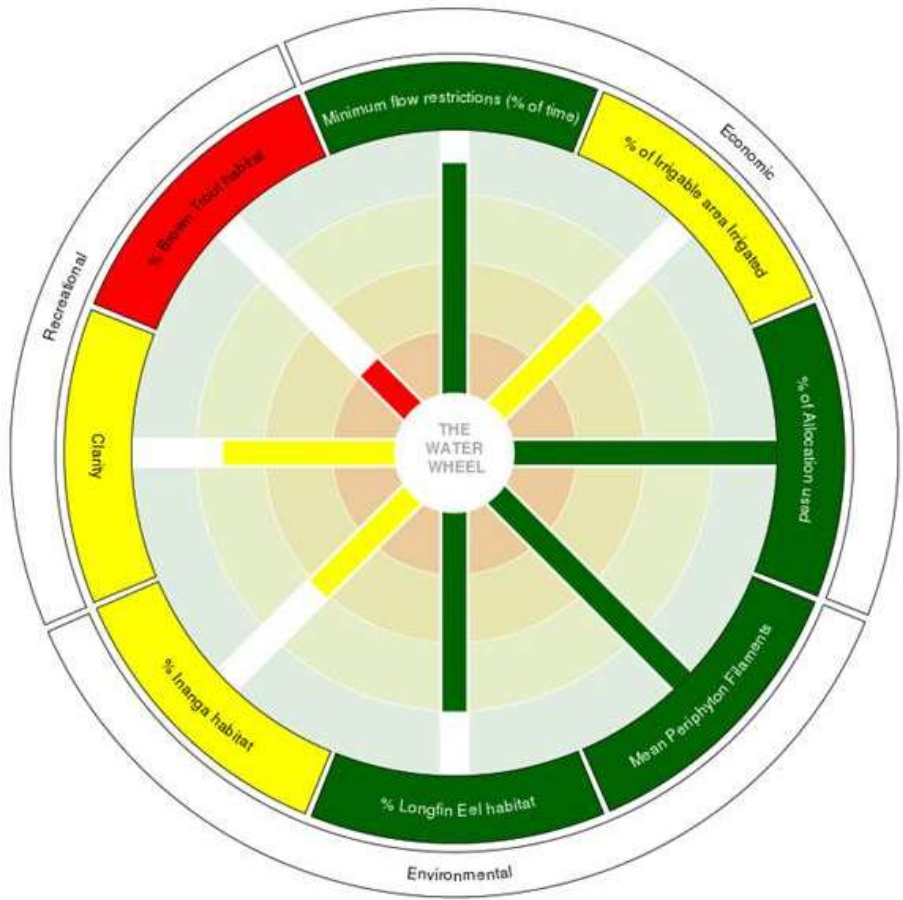 THE
WATER
WHEEL
Minimum flow restrictions (% of time)
% of Irrigable area Irrigated
% of Allocation used
Mean Periphyton Filaments
% Longfin Eel habitat
% Inanga habitat
Clarity
% Brown Trout habitat
Economic
Environmental
Recreational